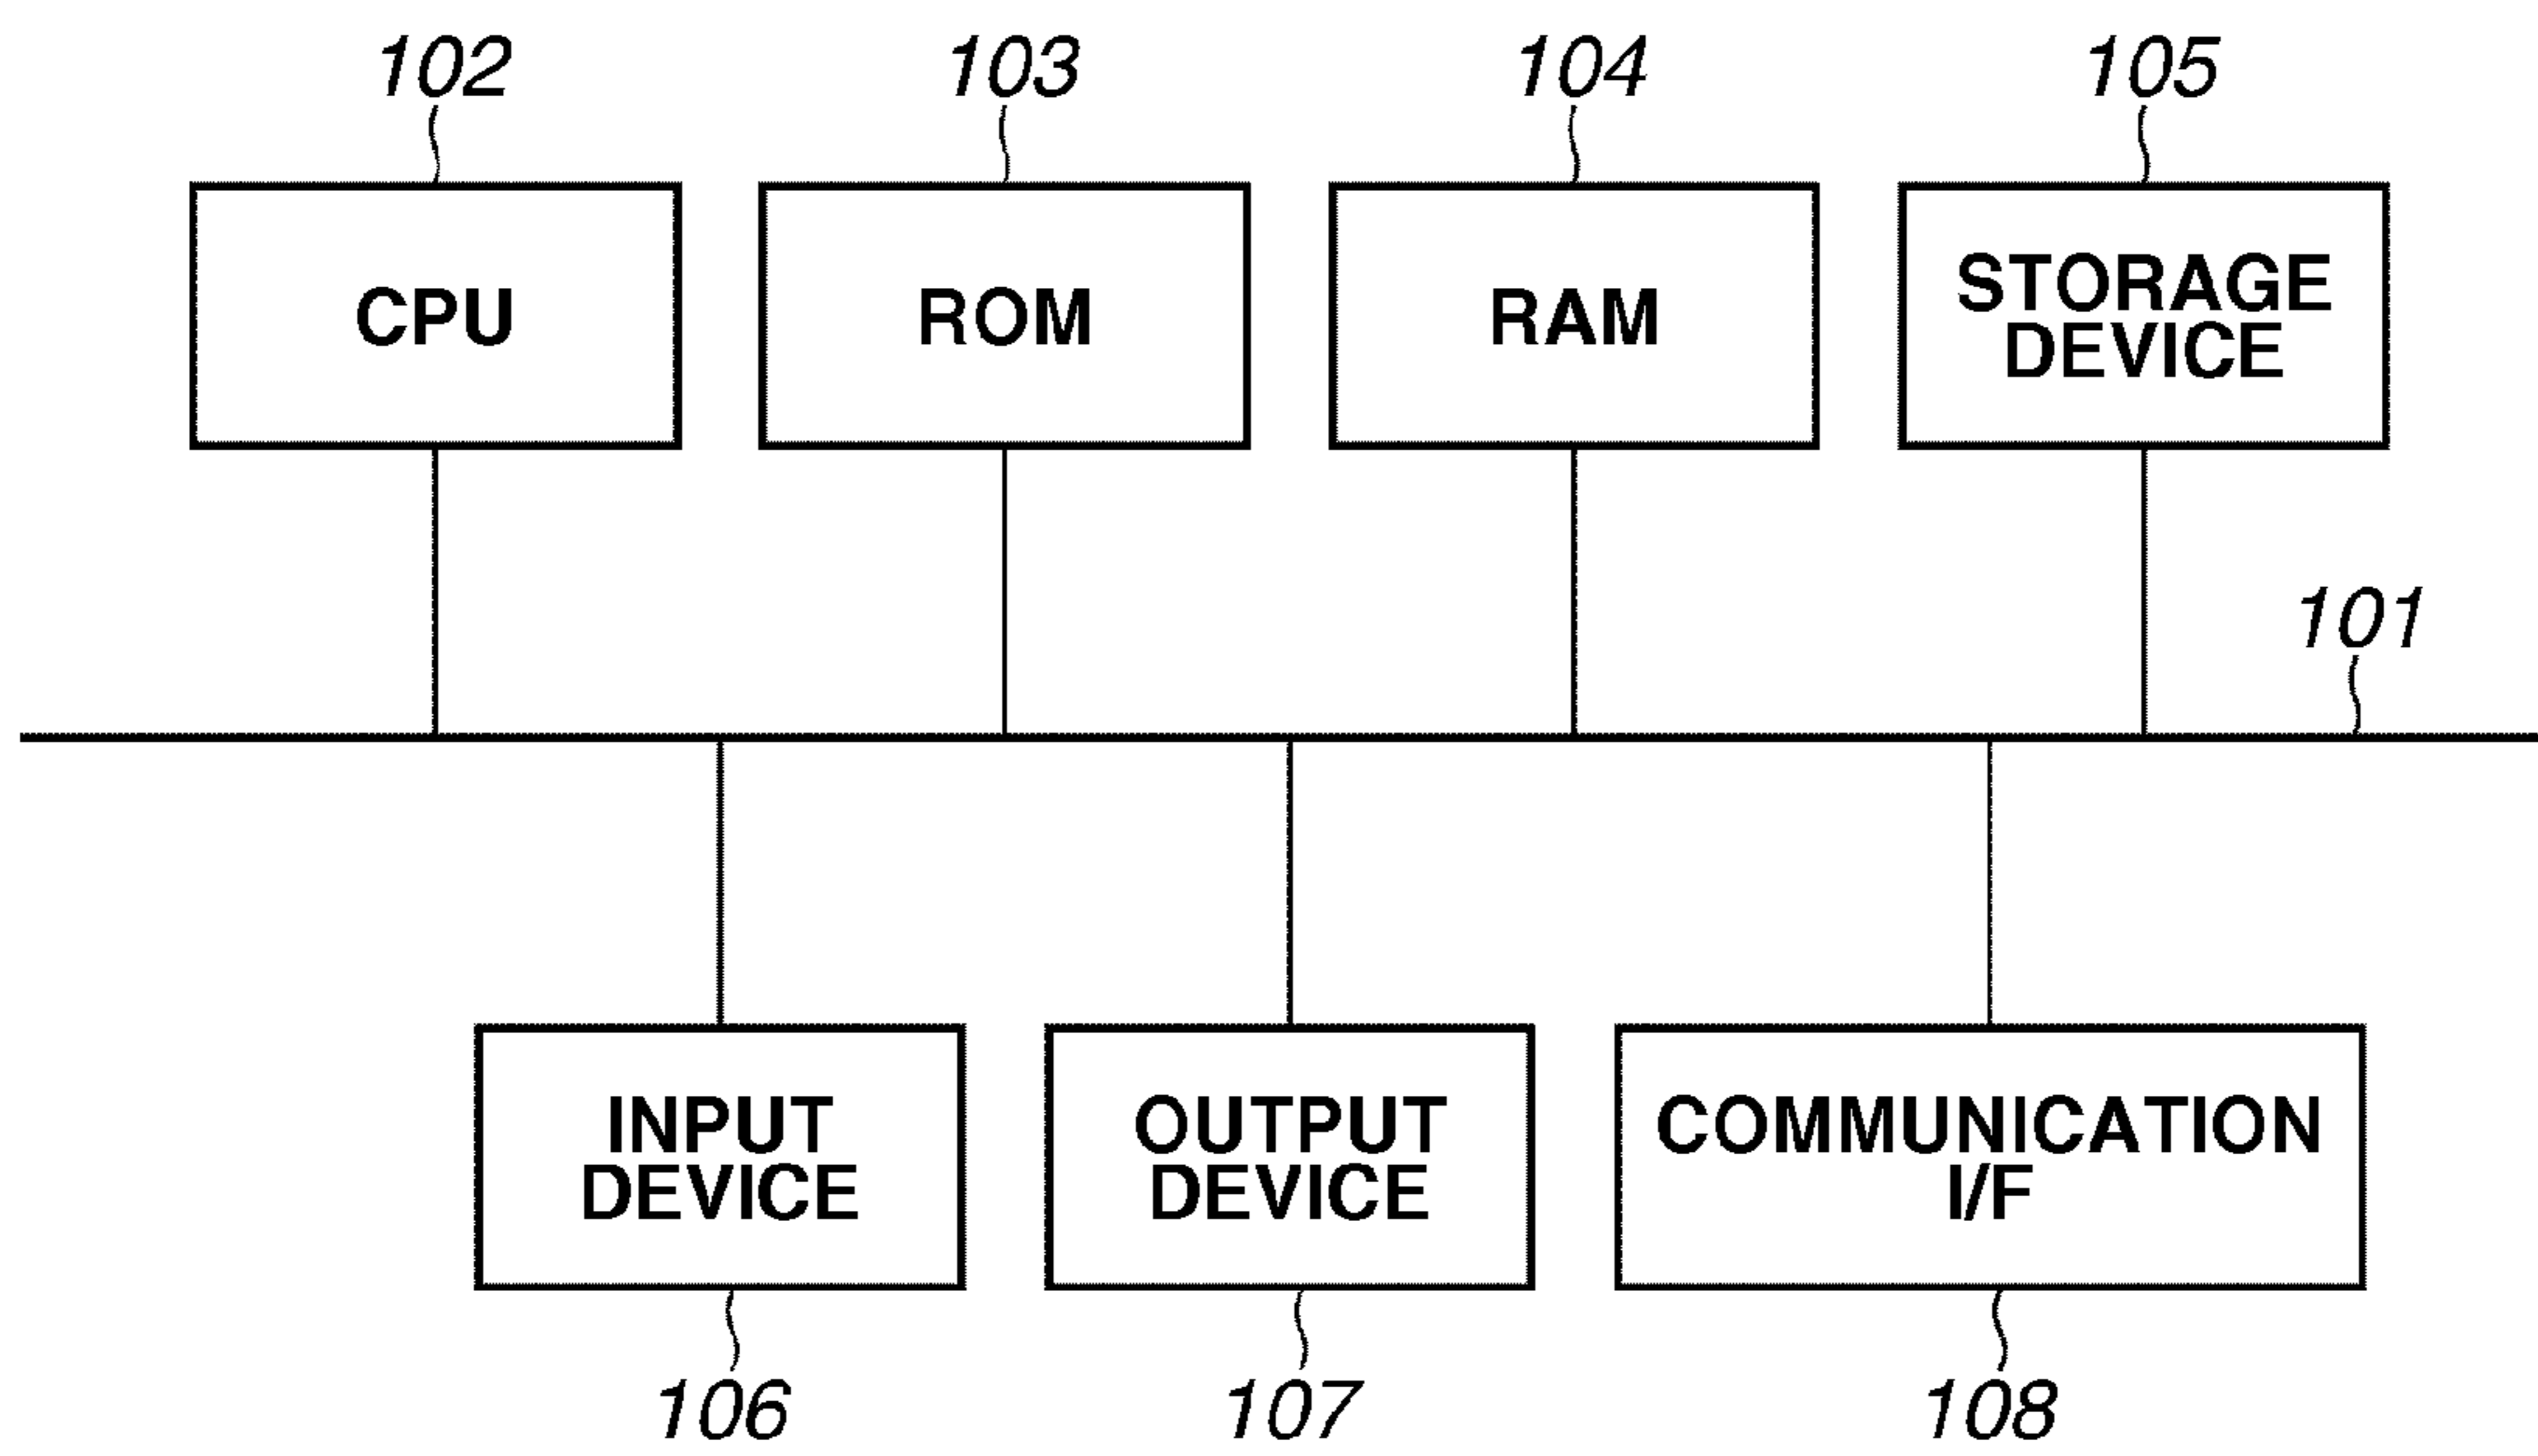 102 103 104 105
CPU ROM RAM STORAGE
DEVICE
101
INPUT OUTPUT COMMUNICATION
DEVICE DEVICE I/F
106 107 108